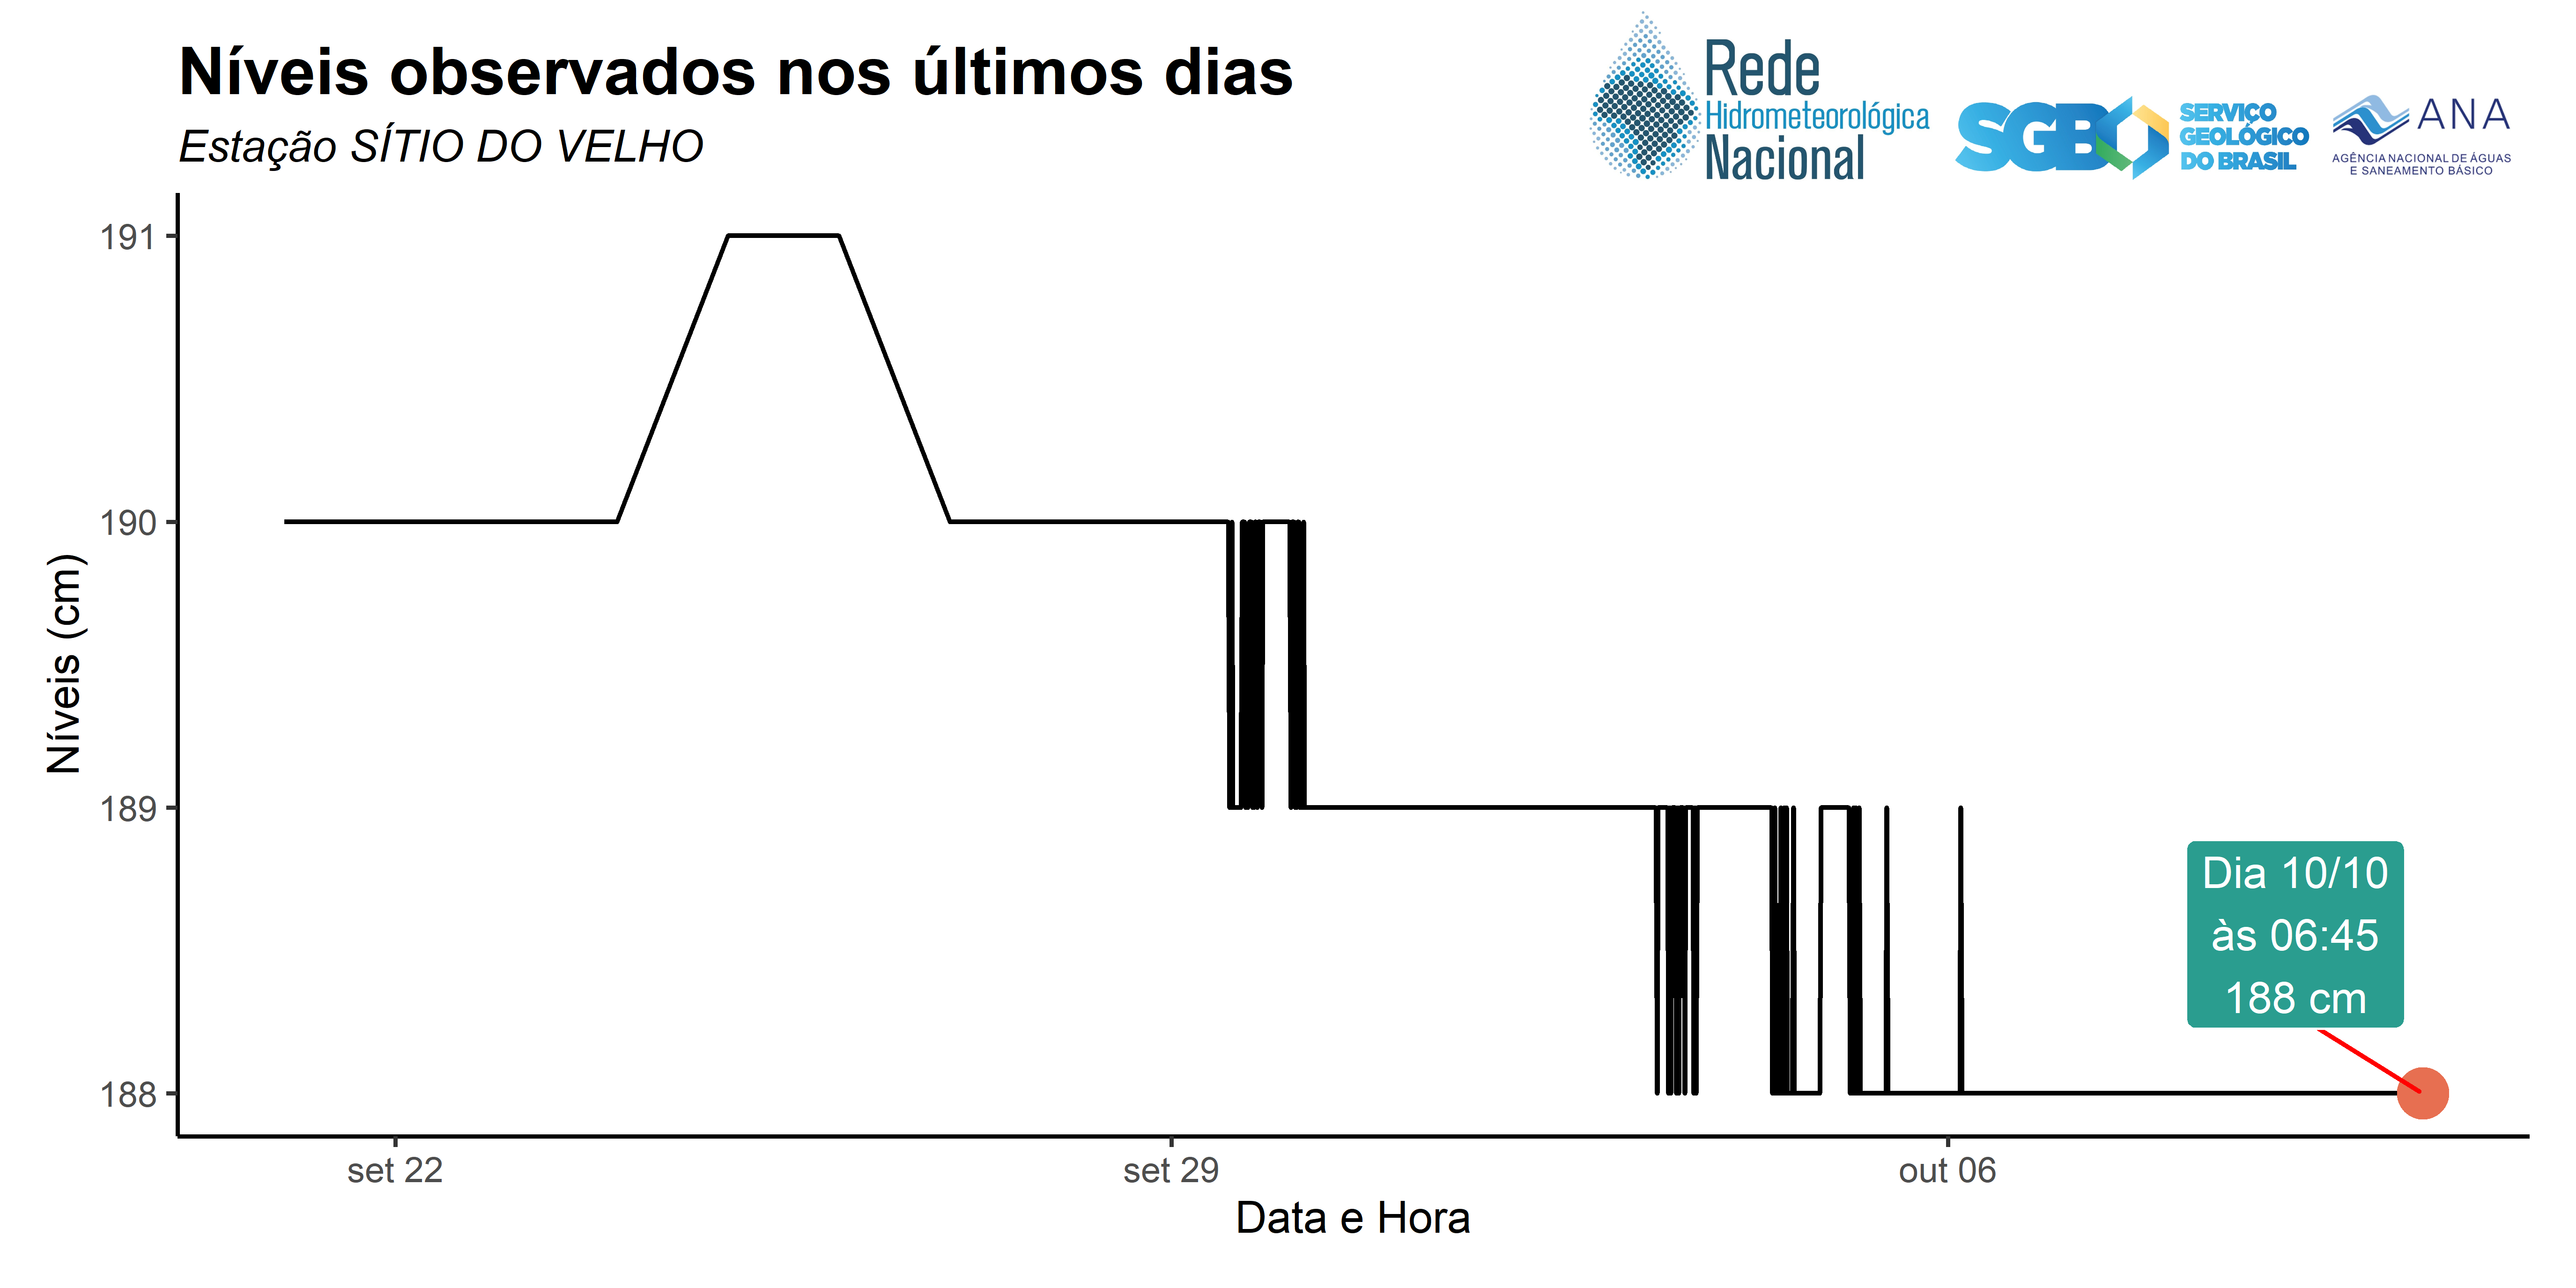 Níveis observados nos últimos dias
Estação SÍTIO DO VELHO
Rede
Hidrometeorológica
Nacional
SGB
SERVIÇO
GEOLÓGICO
DO BRASIL
ANA
AGÊNCIA NACIONAL DE ÁGUAS
E SANEAMENTO BÁSICO
Níveis (cm)
191
190
189
188
Dia 10/10
às 06:45
188 cm
set 22
set 29
out 06
Data e Hora